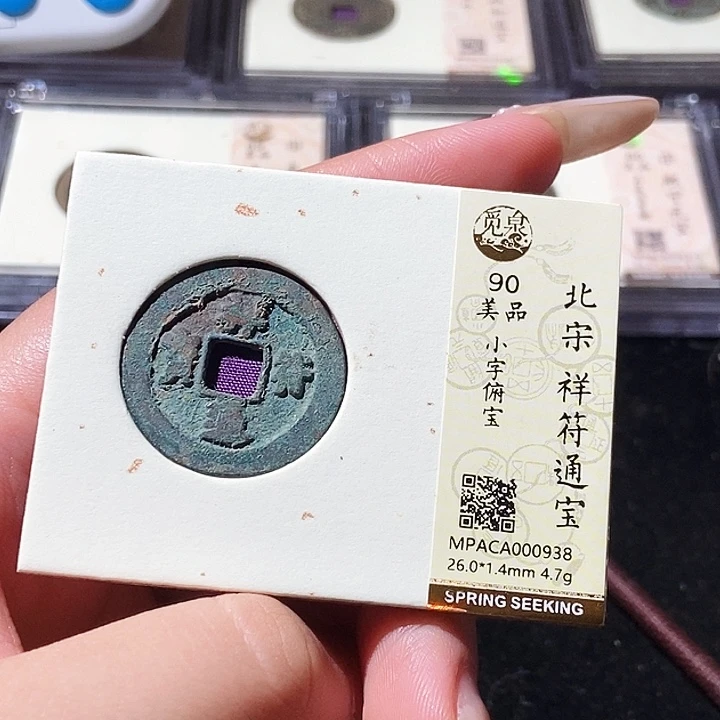 觅泉
90
美品
小字俯宝
北宋 祥符通宝
MPACA000938
26.0*1.4mm 4.7g
SPRING SEEKING